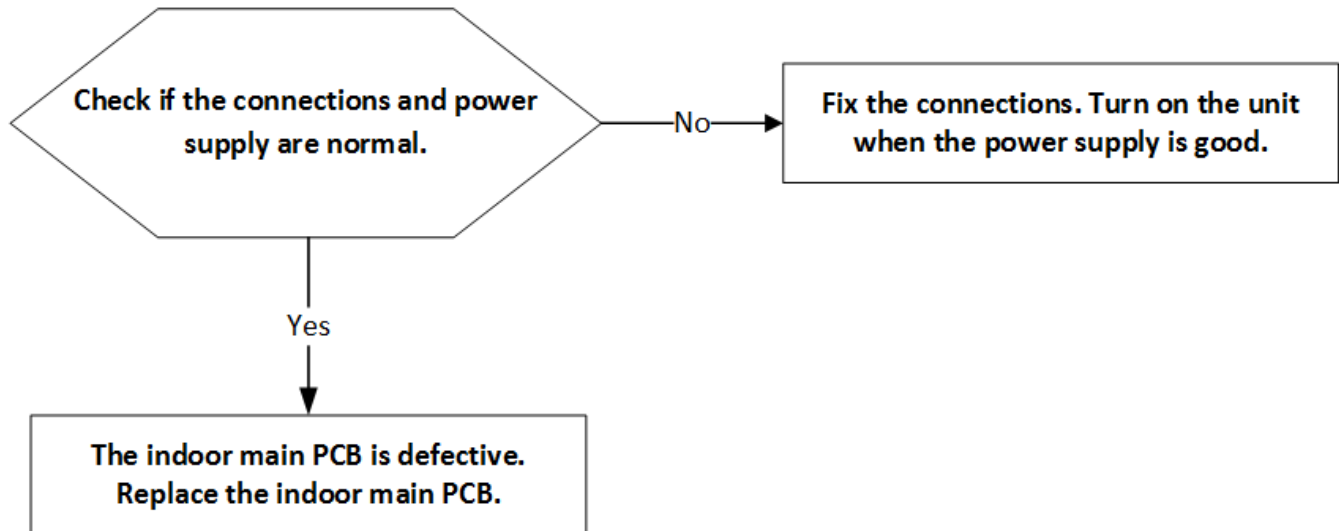 Check if the connections and power
supply are normal.
No
Fix the connections. Turn on the unit
when the power supply is good.
Yes
The indoor main PCB is defective.
Replace the indoor main PCB.